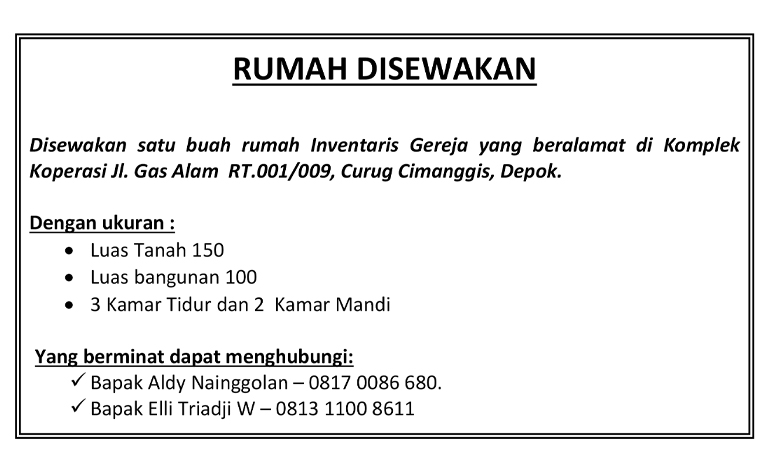 RUMAH DISEWAKAN
Disewakan satu buah rumah Inventaris Gereja yang beralamat di Komplek
Koperasi Jl. Gas Alam RT.001/009, Curug Cimanggis, Depok.
Dengan ukuran :
• Luas Tanah 150
• Luas bangunan 100
• 3 Kamar Tidur dan 2 Kamar Mandi
Yang berminat dapat menghubungi:
✓ Bapak Aldy Nainggolan – 0817 0086 680.
✓ Bapak Elli Triadji W – 0813 1100 8611